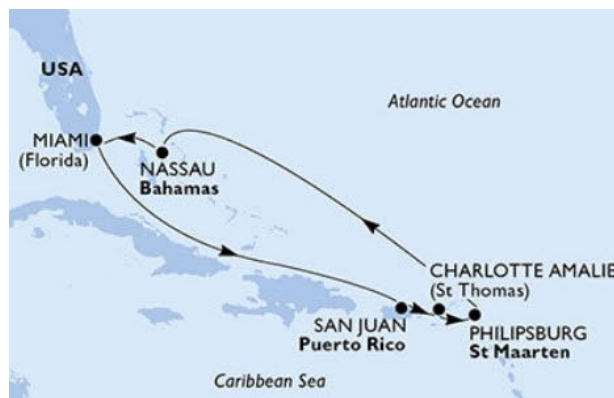 USA
Atlantic Ocean
MIAMI
(Florida)
NASSAU
Bahamas
CHARLOTTE AMALIE
(St Thomas)
SAN JUAN
Puerto Rico
PHILIPSBURG
St Maarten
Caribbean Sea